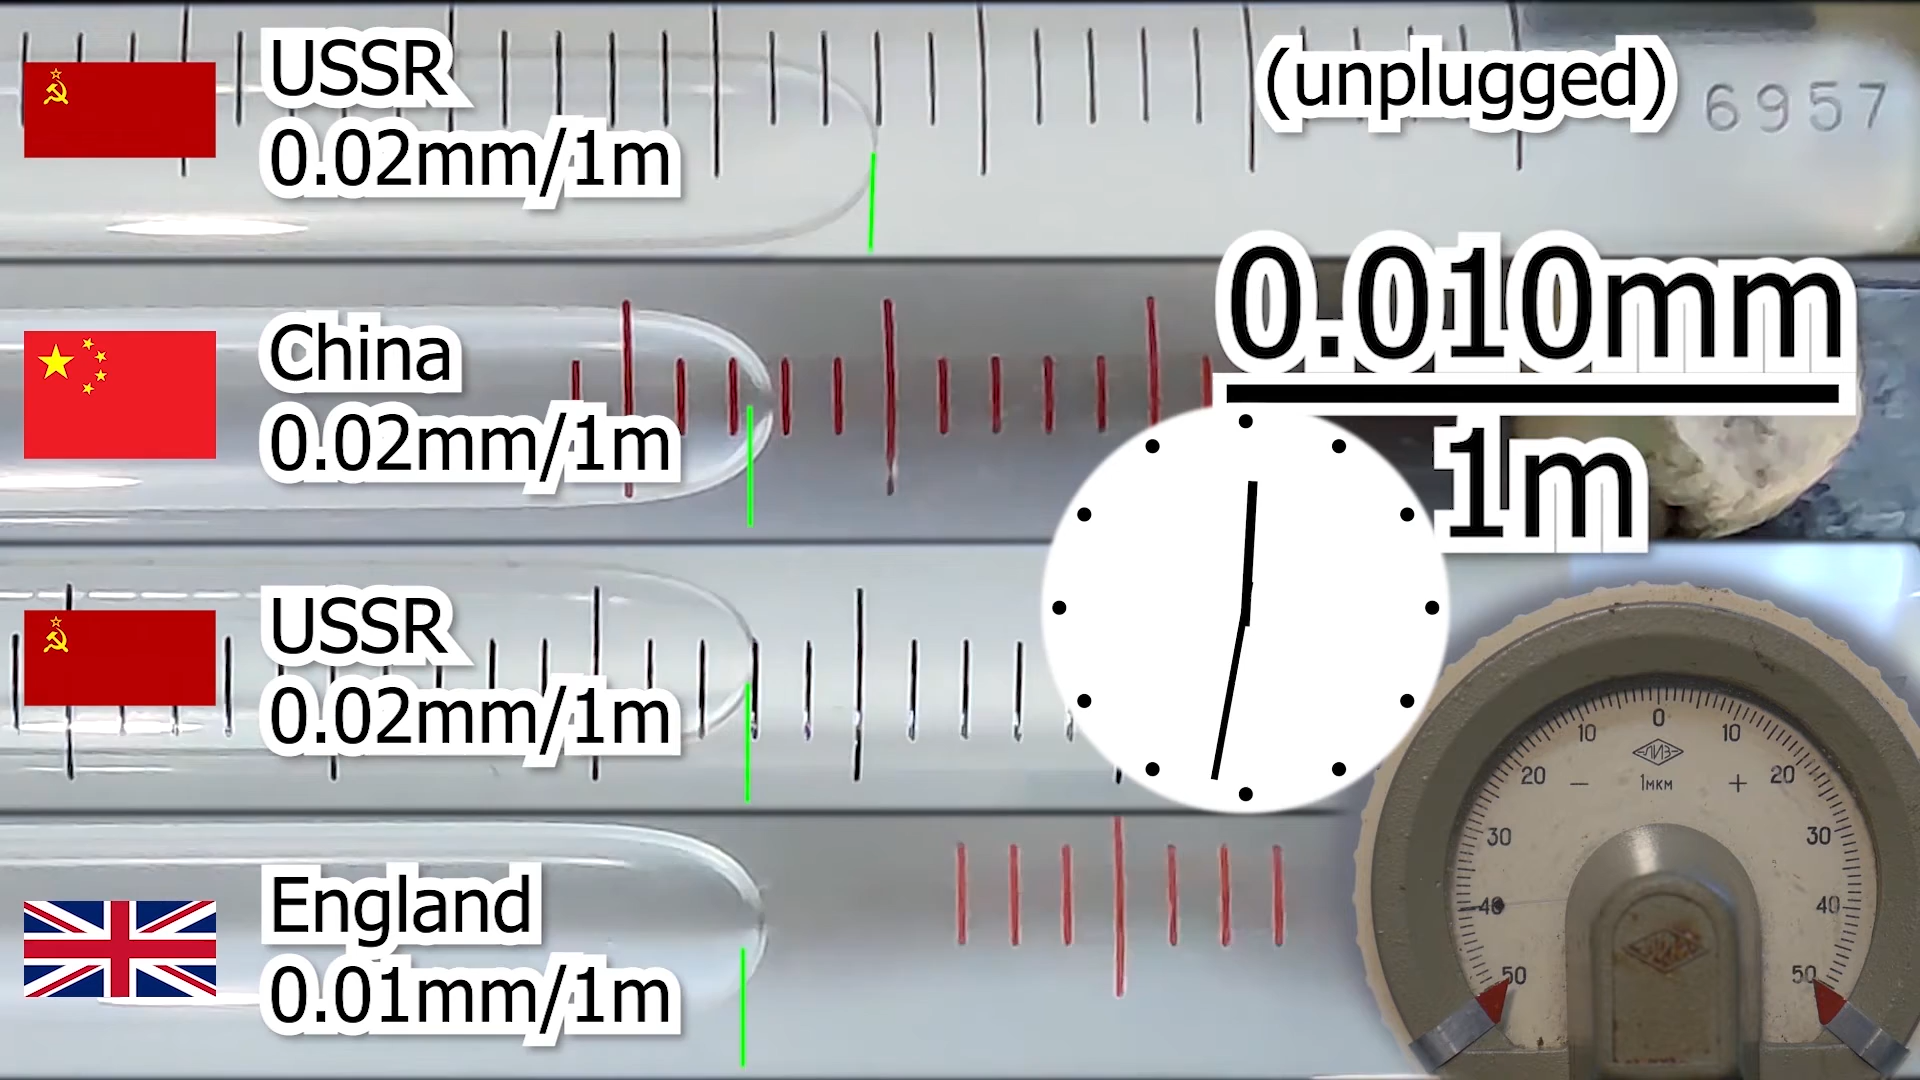 USSR
0.02mm/1m
(unplugged)
6957
China
0.02mm/1m
0.010mm
1m
USSR
0.02mm/1m
England
0.01mm/1m
0
10
10
20
20
30
30
40
40
50
50
ЛИЗ
− 1мкм +